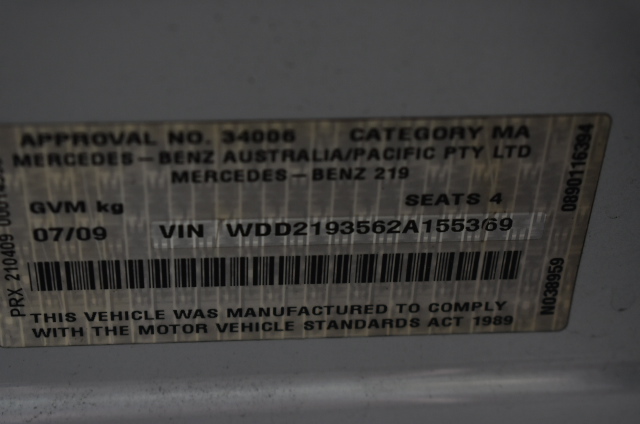 APPROVAL NO. 34006 CATEGORY MA
MERCEDES-BENZ AUSTRALIA/PACIFIC PTY LTD
MERCEDES-BENZ 219
GVM kg SEATS 4
07/09 VIN WDD2193562A155369
THIS VEHICLE WAS MANUFACTURED TO COMPLY
WITH THE MOTOR VEHICLE STANDARDS ACT 1989
PRX 210409
0890116394
N038959